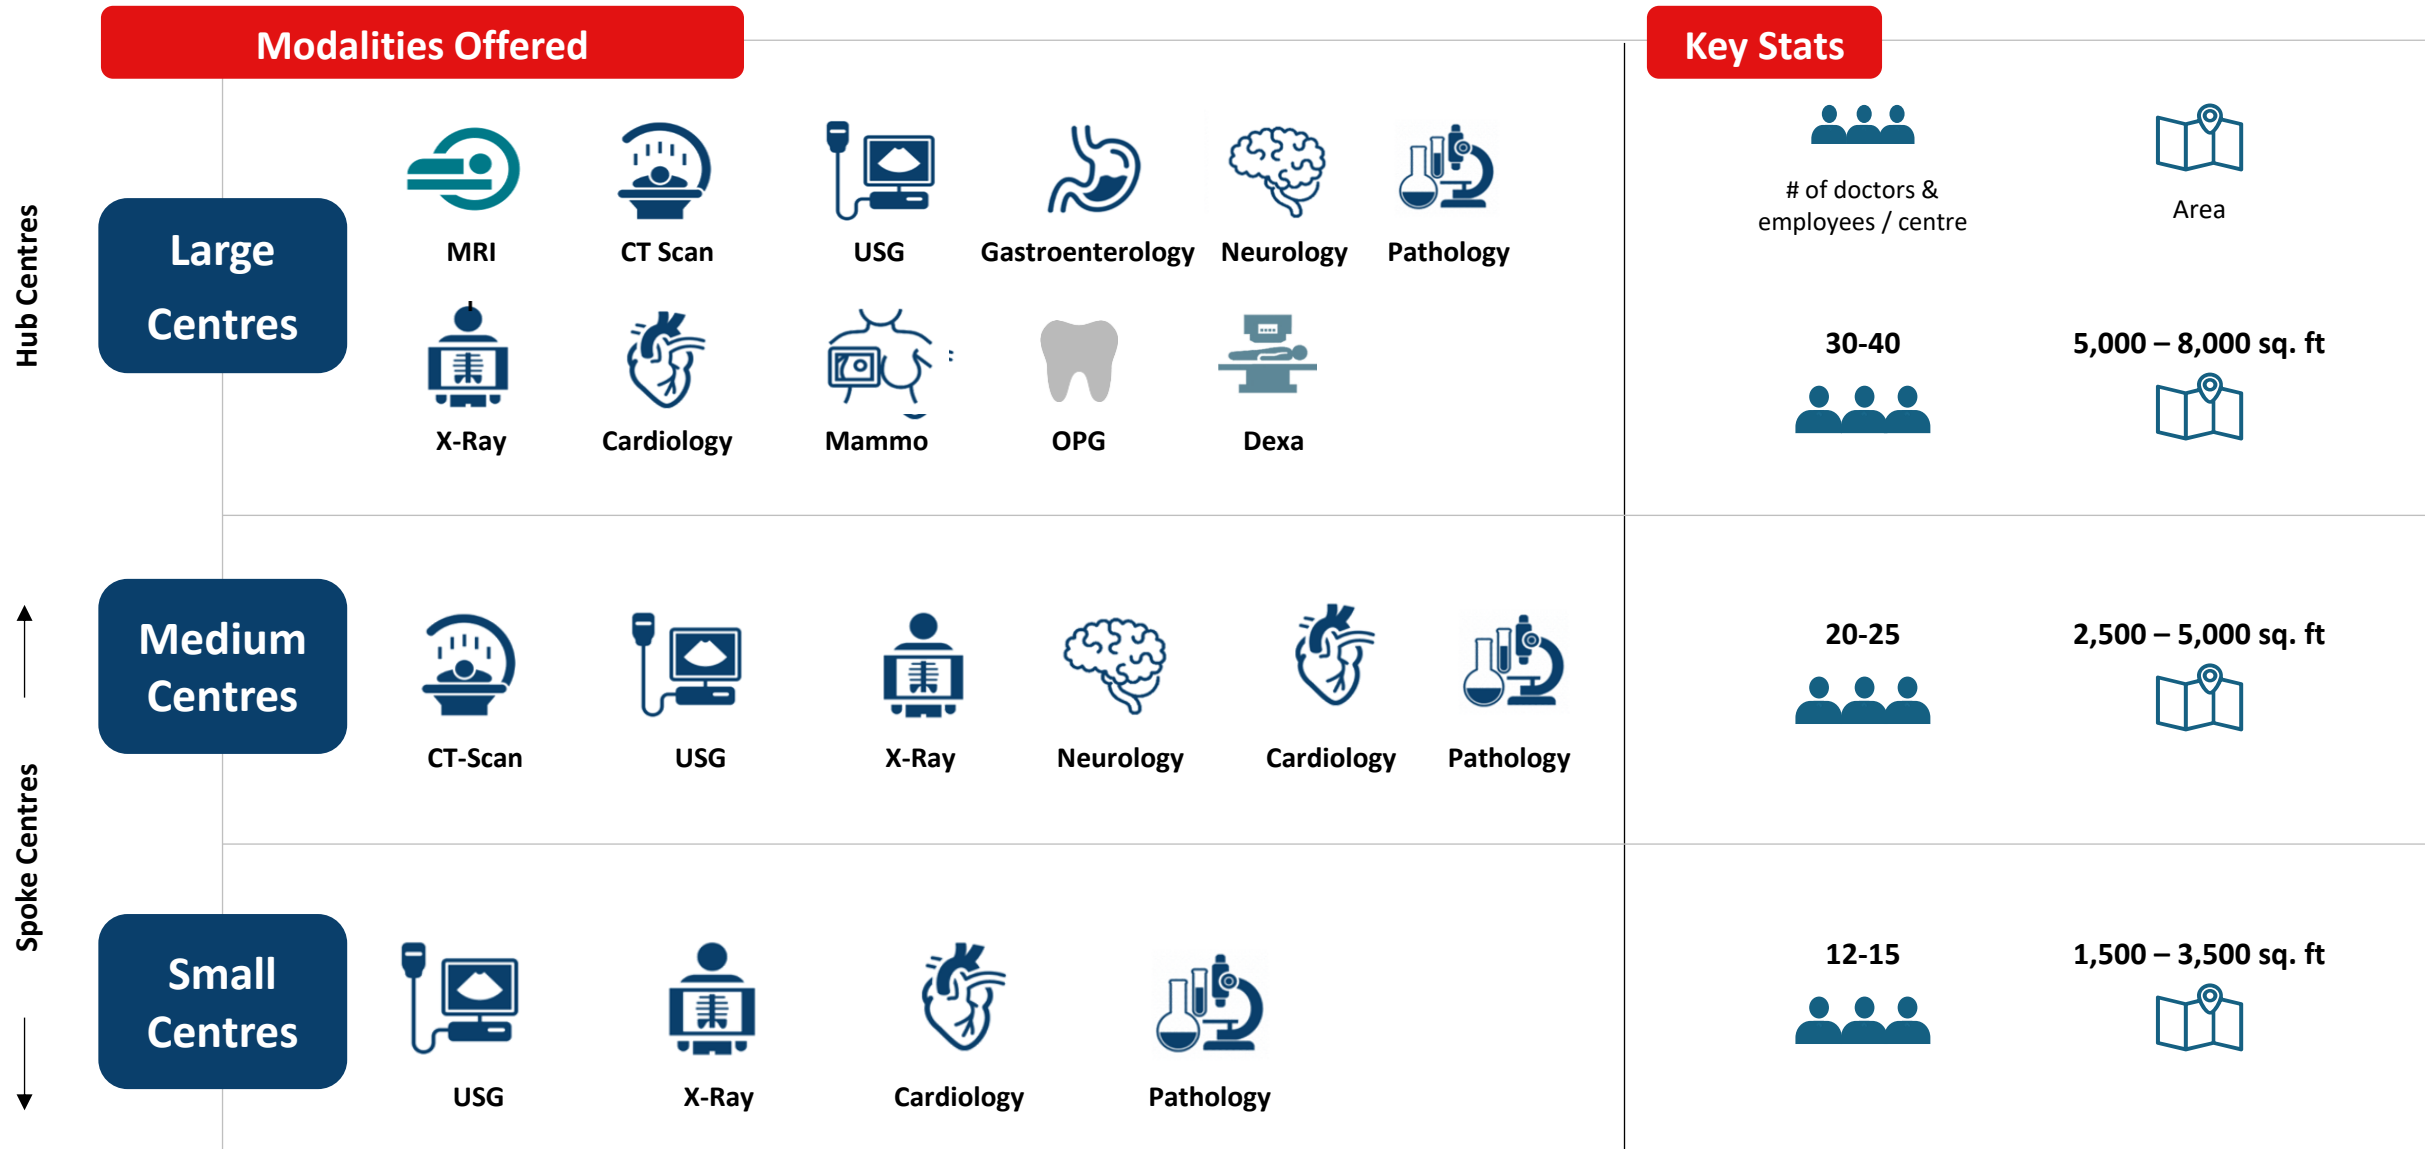 Modalities Offered
Key Stats
Hub Centres
Large
Centres
MRI
CT Scan
USG
Gastroenterology
Neurology
Pathology
X-Ray
Cardiology
Mammo
OPG
Dexa
# of doctors &
employees / centre
Area
30-40
5,000 – 8,000 sq. ft
Spoke Centres
Medium
Centres
CT-Scan
USG
X-Ray
Neurology
Cardiology
Pathology
20-25
2,500 – 5,000 sq. ft
Small
Centres
USG
X-Ray
Cardiology
Pathology
12-15
1,500 – 3,500 sq. ft